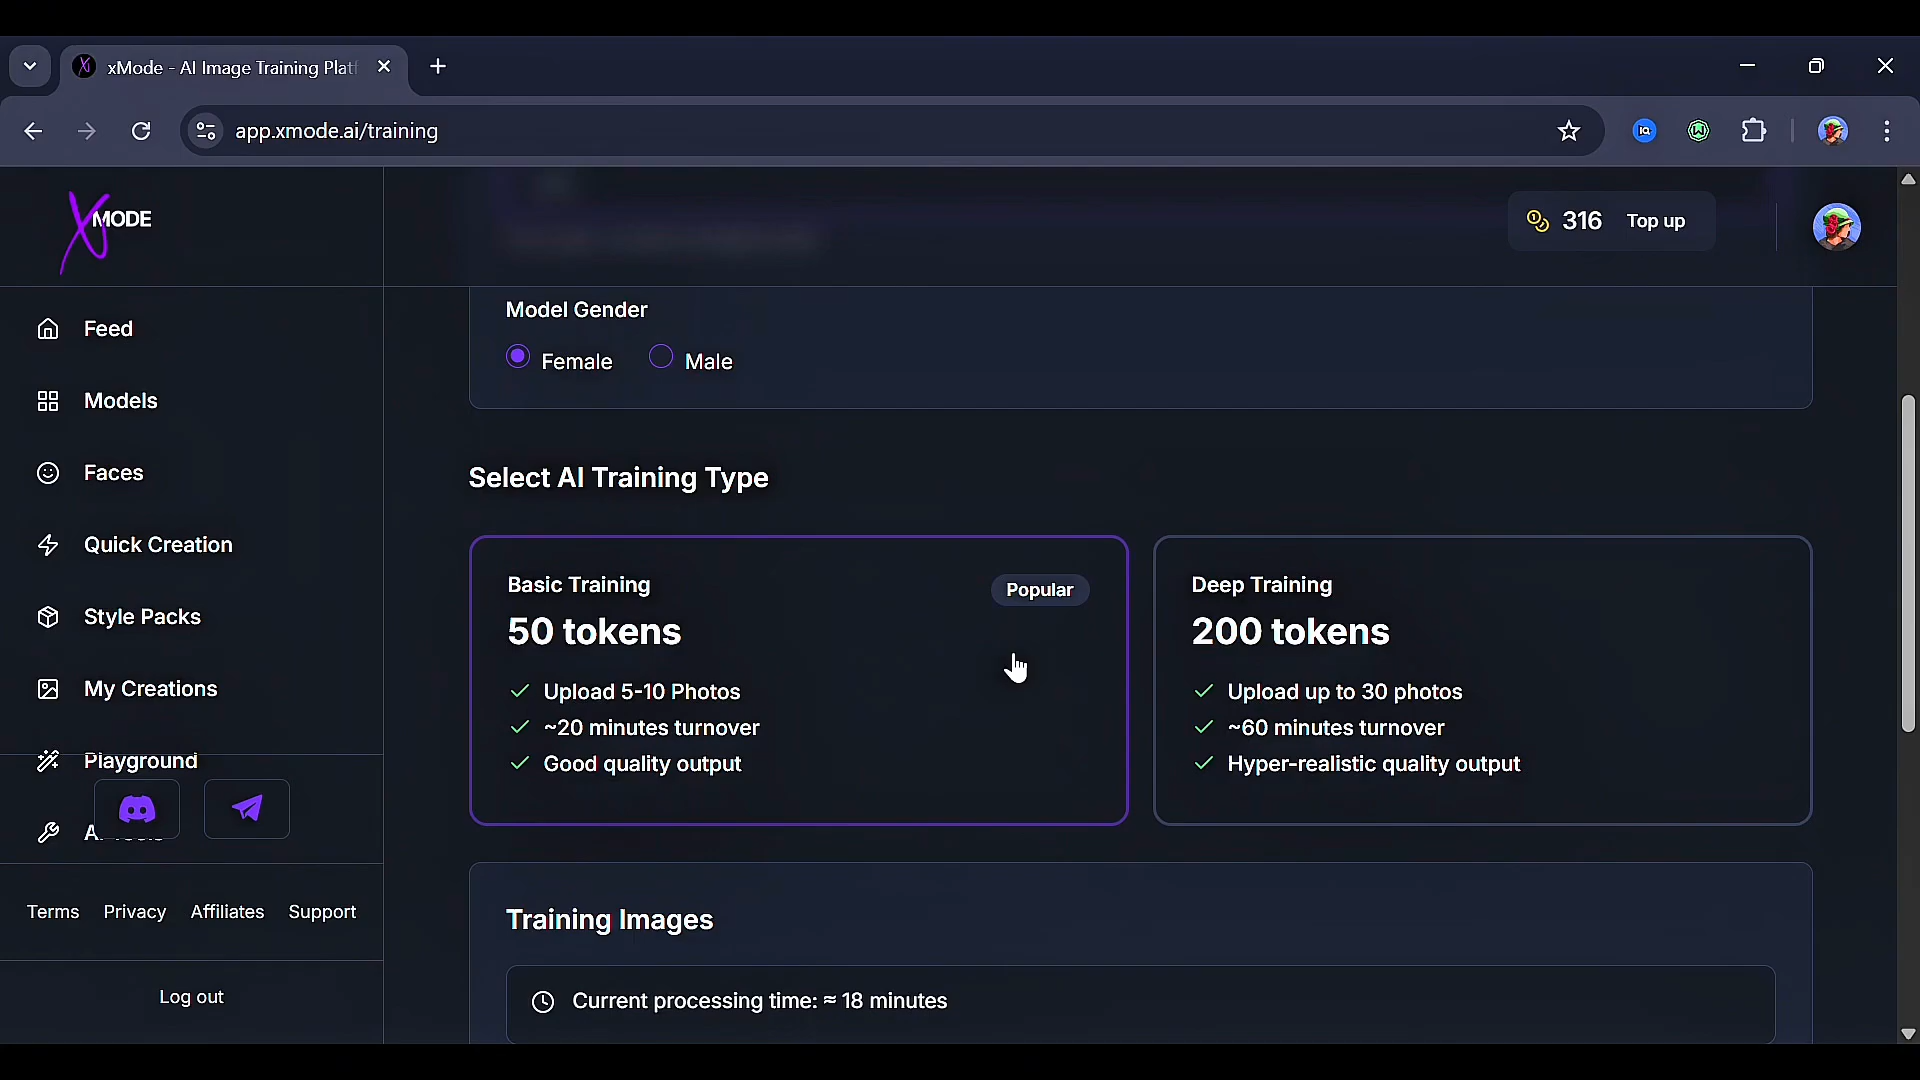 xMode - AI Image Training Plat
app.xmode.ai/training
IQ
W
X MODE
316 Top up
Feed
Models
Faces
Quick Creation
Style Packs
My Creations
Playground
Terms Privacy Affiliates Support
Log out
Model Gender
Female Male
Select AI Training Type
Basic Training
Popular
50 tokens
Upload 5-10 Photos
~20 minutes turnover
Good quality output
Deep Training
200 tokens
Upload up to 30 photos
~60 minutes turnover
Hyper-realistic quality output
Training Images
Current processing time: ≈ 18 minutes